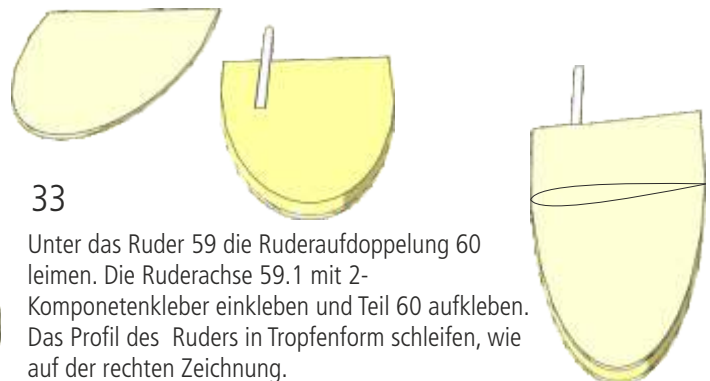 33
Unter das Ruder 59 die Ruderaufdoppelung 60
leimen. Die Ruderachse 59.1 mit 2-
Komponetenkleber einkleben und Teil 60 aufkleben.
Das Profil des  Ruders in Tropfenform schleifen, wie
auf der rechten Zeichnung.